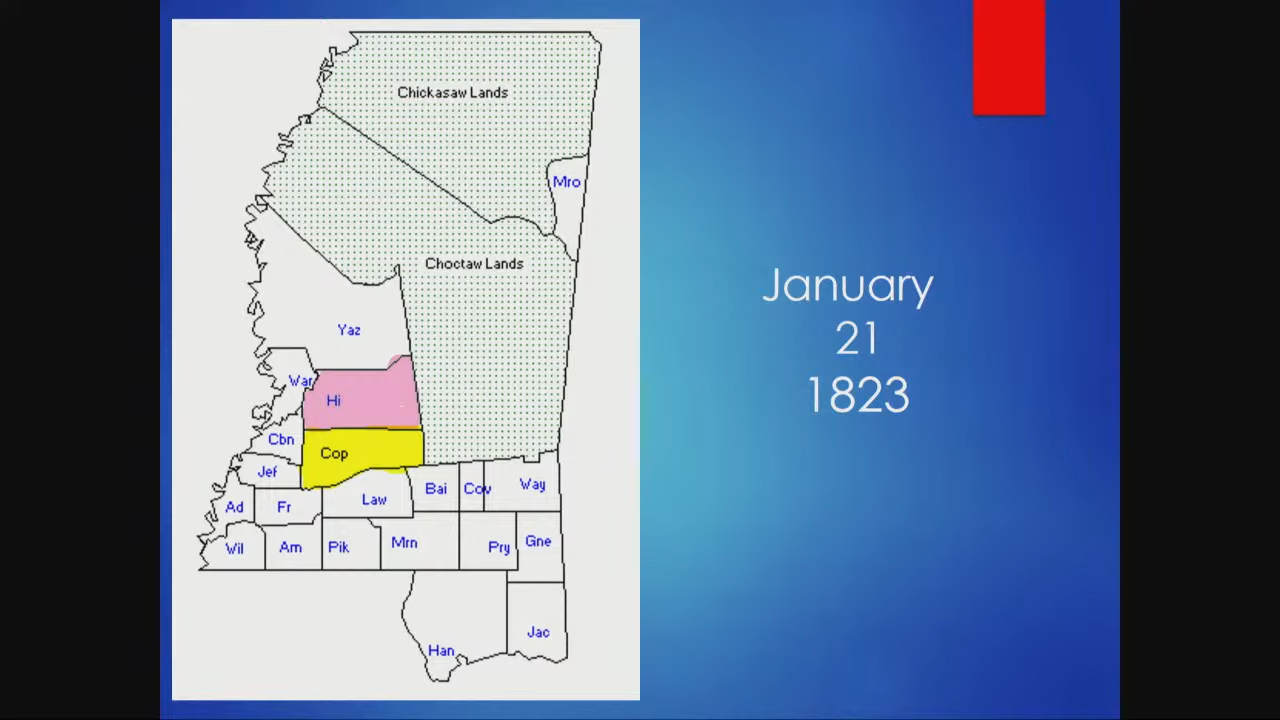 Chickasaw Lands
Mro
Choctaw Lands
Yaz
War
Hi
Cbn
Cop
Jef
Bai
Cov
Way
Ad
Fr
Law
Wil
Am
Pik
Mrn
Pry
Gne
Han
Jac
January
21
1823